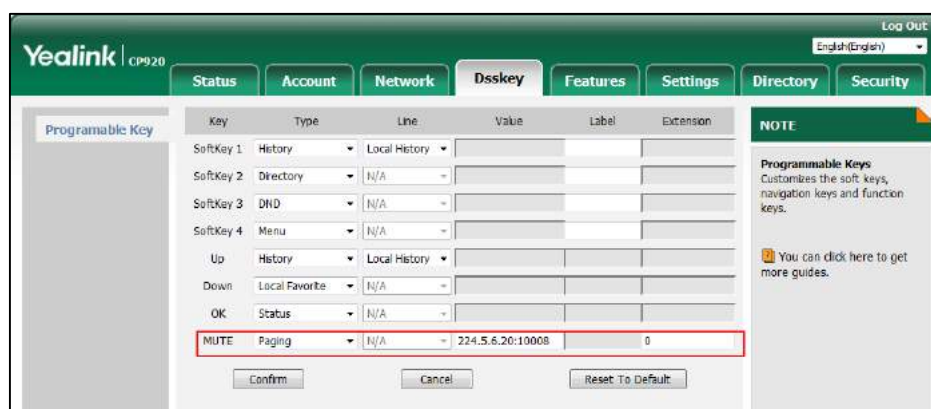 Log Out
Yealink CP920
English(English)
Status Account Network Dsskey Features Settings Directory Security
Programable Key
Key Type Line Value Label Extension
SoftKey 1 History Local History
SoftKey 2 Directory N/A
SoftKey 3 DND N/A
SoftKey 4 Menu N/A
Up History Local History
Down Local Favorite N/A
OK Status N/A
MUTE Paging N/A 224.5.6.20:10008 0
Confirm Cancel Reset To Default
NOTE
Programmable Keys
Customizes the soft keys,
navigation keys and function
keys.
You can click here to get
more guides.